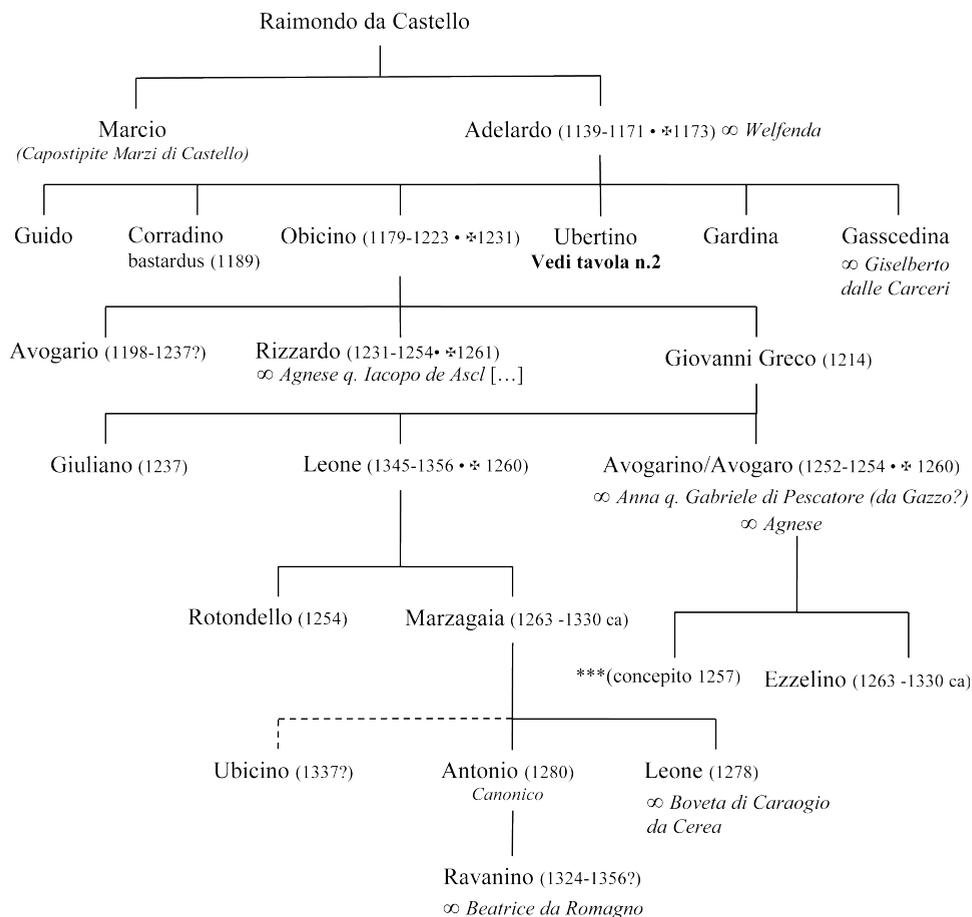 Raimondo da Castello
Marcio
(Capostipite Marzi di Castello)
Adelardo (1139-1171 • ✠1173) ∞ Welfenda
Guido
Corradino
bastardus (1189)
Obicino (1179-1223 • ✠1231)
Ubertino
Vedi tavola n.2
Gardina
Gasscedina
∞ Giselberto
dalle Carceri
Avogario (1198-1237?)
Rizzardo (1231-1254• ✠1261)
∞ Agnese q. Iacopo de Ascl [...]
Giovanni Greco (1214)
Giuliano (1237)
Leone (1345-1356 • ✠ 1260)
Avogarino/Avogaro (1252-1254 • ✠ 1260)
∞ Anna q. Gabriele di Pescatore (da Gazzo?)
∞ Agnese
Rotondello (1254)
Marzagaia (1263 -1330 ca)
***(concepito 1257)
Ezzelino (1263 -1330 ca)
Ubicino (1337?)
Antonio (1280)
Canonico
Leone (1278)
∞ Boveta di Caraogio
da Cerea
Ravanino (1324-1356?)
∞ Beatrice da Romagno